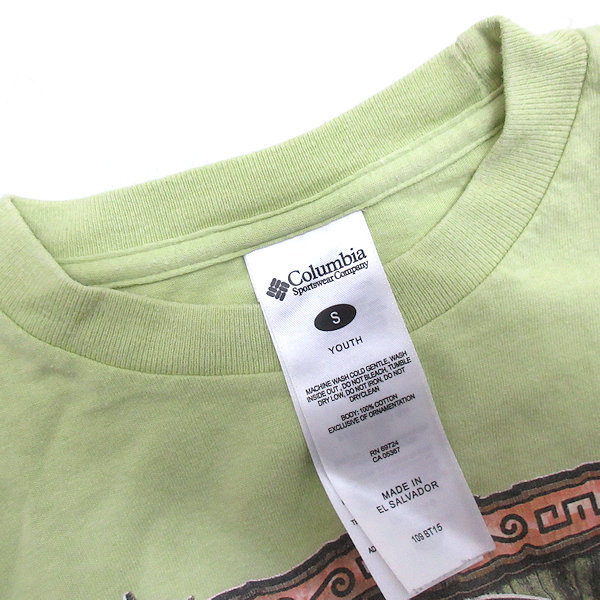 Columbia
Sportswear Company
S
YOUTH
MACHINE WASH COLD GENTLE, WASH
INSIDE OUT, DO NOT BLEACH, TUMBLE
DRY LOW, DO NOT IRON, DO NOT
DRYCLEAN
BODY: 100% COTTON
EXCLUSIVE OF ORNAMENTATION
RN 69724
CA 05367
MADE IN
EL SALVADOR
109 BT15